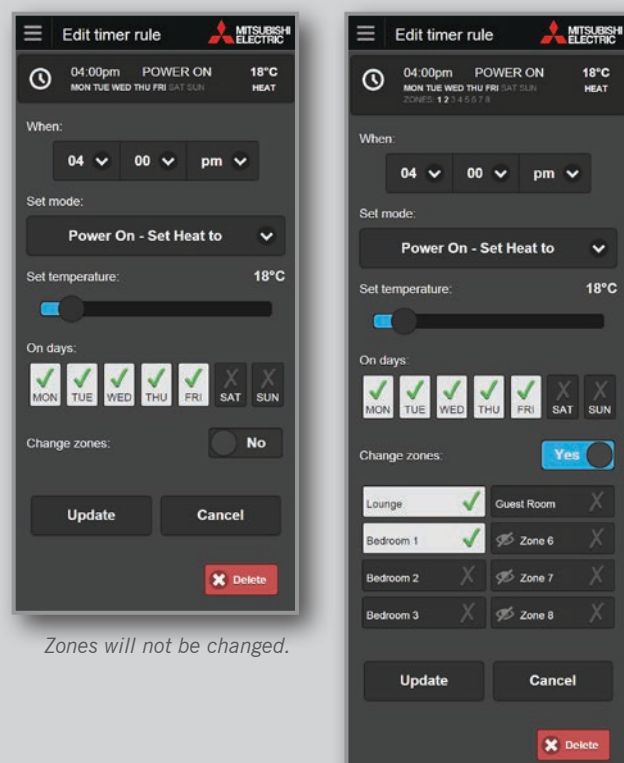 Edit timer rule
MITSUBISHI
ELECTRIC
04:00pm POWER ON 18°C
MON TUE WED THU FRI SAT SUN HEAT
When:
04 00 pm
Set mode:
Power On - Set Heat to
Set temperature: 18°C
On days:
MON TUE WED THU FRI SAT SUN
Change zones: No
Update Cancel
Delete
Zones will not be changed.
Edit timer rule
MITSUBISHI
ELECTRIC
04:00pm POWER ON 18°C
MON TUE WED THU FRI SAT SUN HEAT
ZONES: 1 2 3 4 5 6 7 8
When:
04 00 pm
Set mode:
Power On - Set Heat to
Set temperature: 18°C
On days:
MON TUE WED THU FRI SAT SUN
Change zones: Yes
Lounge Guest Room
Bedroom 1 Zone 6
Bedroom 2 Zone 7
Bedroom 3 Zone 8
Update Cancel
Delete